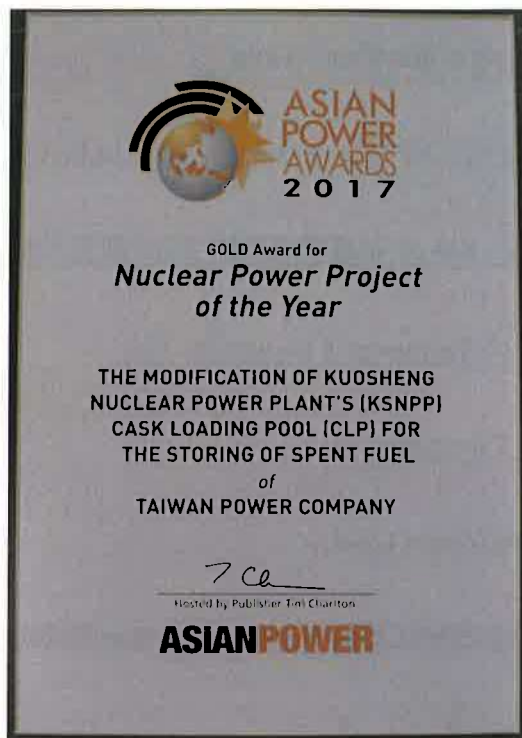 ASIAN
POWER
AWARDS
2017
GOLD Award for
Nuclear Power Project
of the Year
THE MODIFICATION OF KUOSHENG
NUCLEAR POWER PLANT'S (KSNPP)
CASK LOADING POOL (CLP) FOR
THE STORING OF SPENT FUEL
of
TAIWAN POWER COMPANY
Hosted by Publisher Tim Charlton
ASIANPOWER